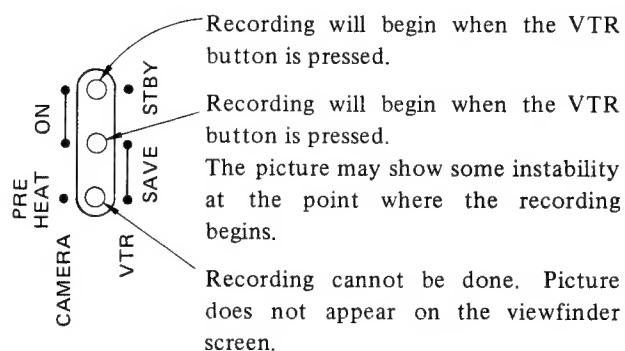 Recording will begin when the VTR
button is pressed.
STBY
ON
Recording will begin when the VTR
button is pressed.
The picture may show some instability
at the point where the recording
begins.
SAVE
PRE
HEAT
VTR
CAMERA
Recording cannot be done. Picture
does not appear on the viewfinder
screen.